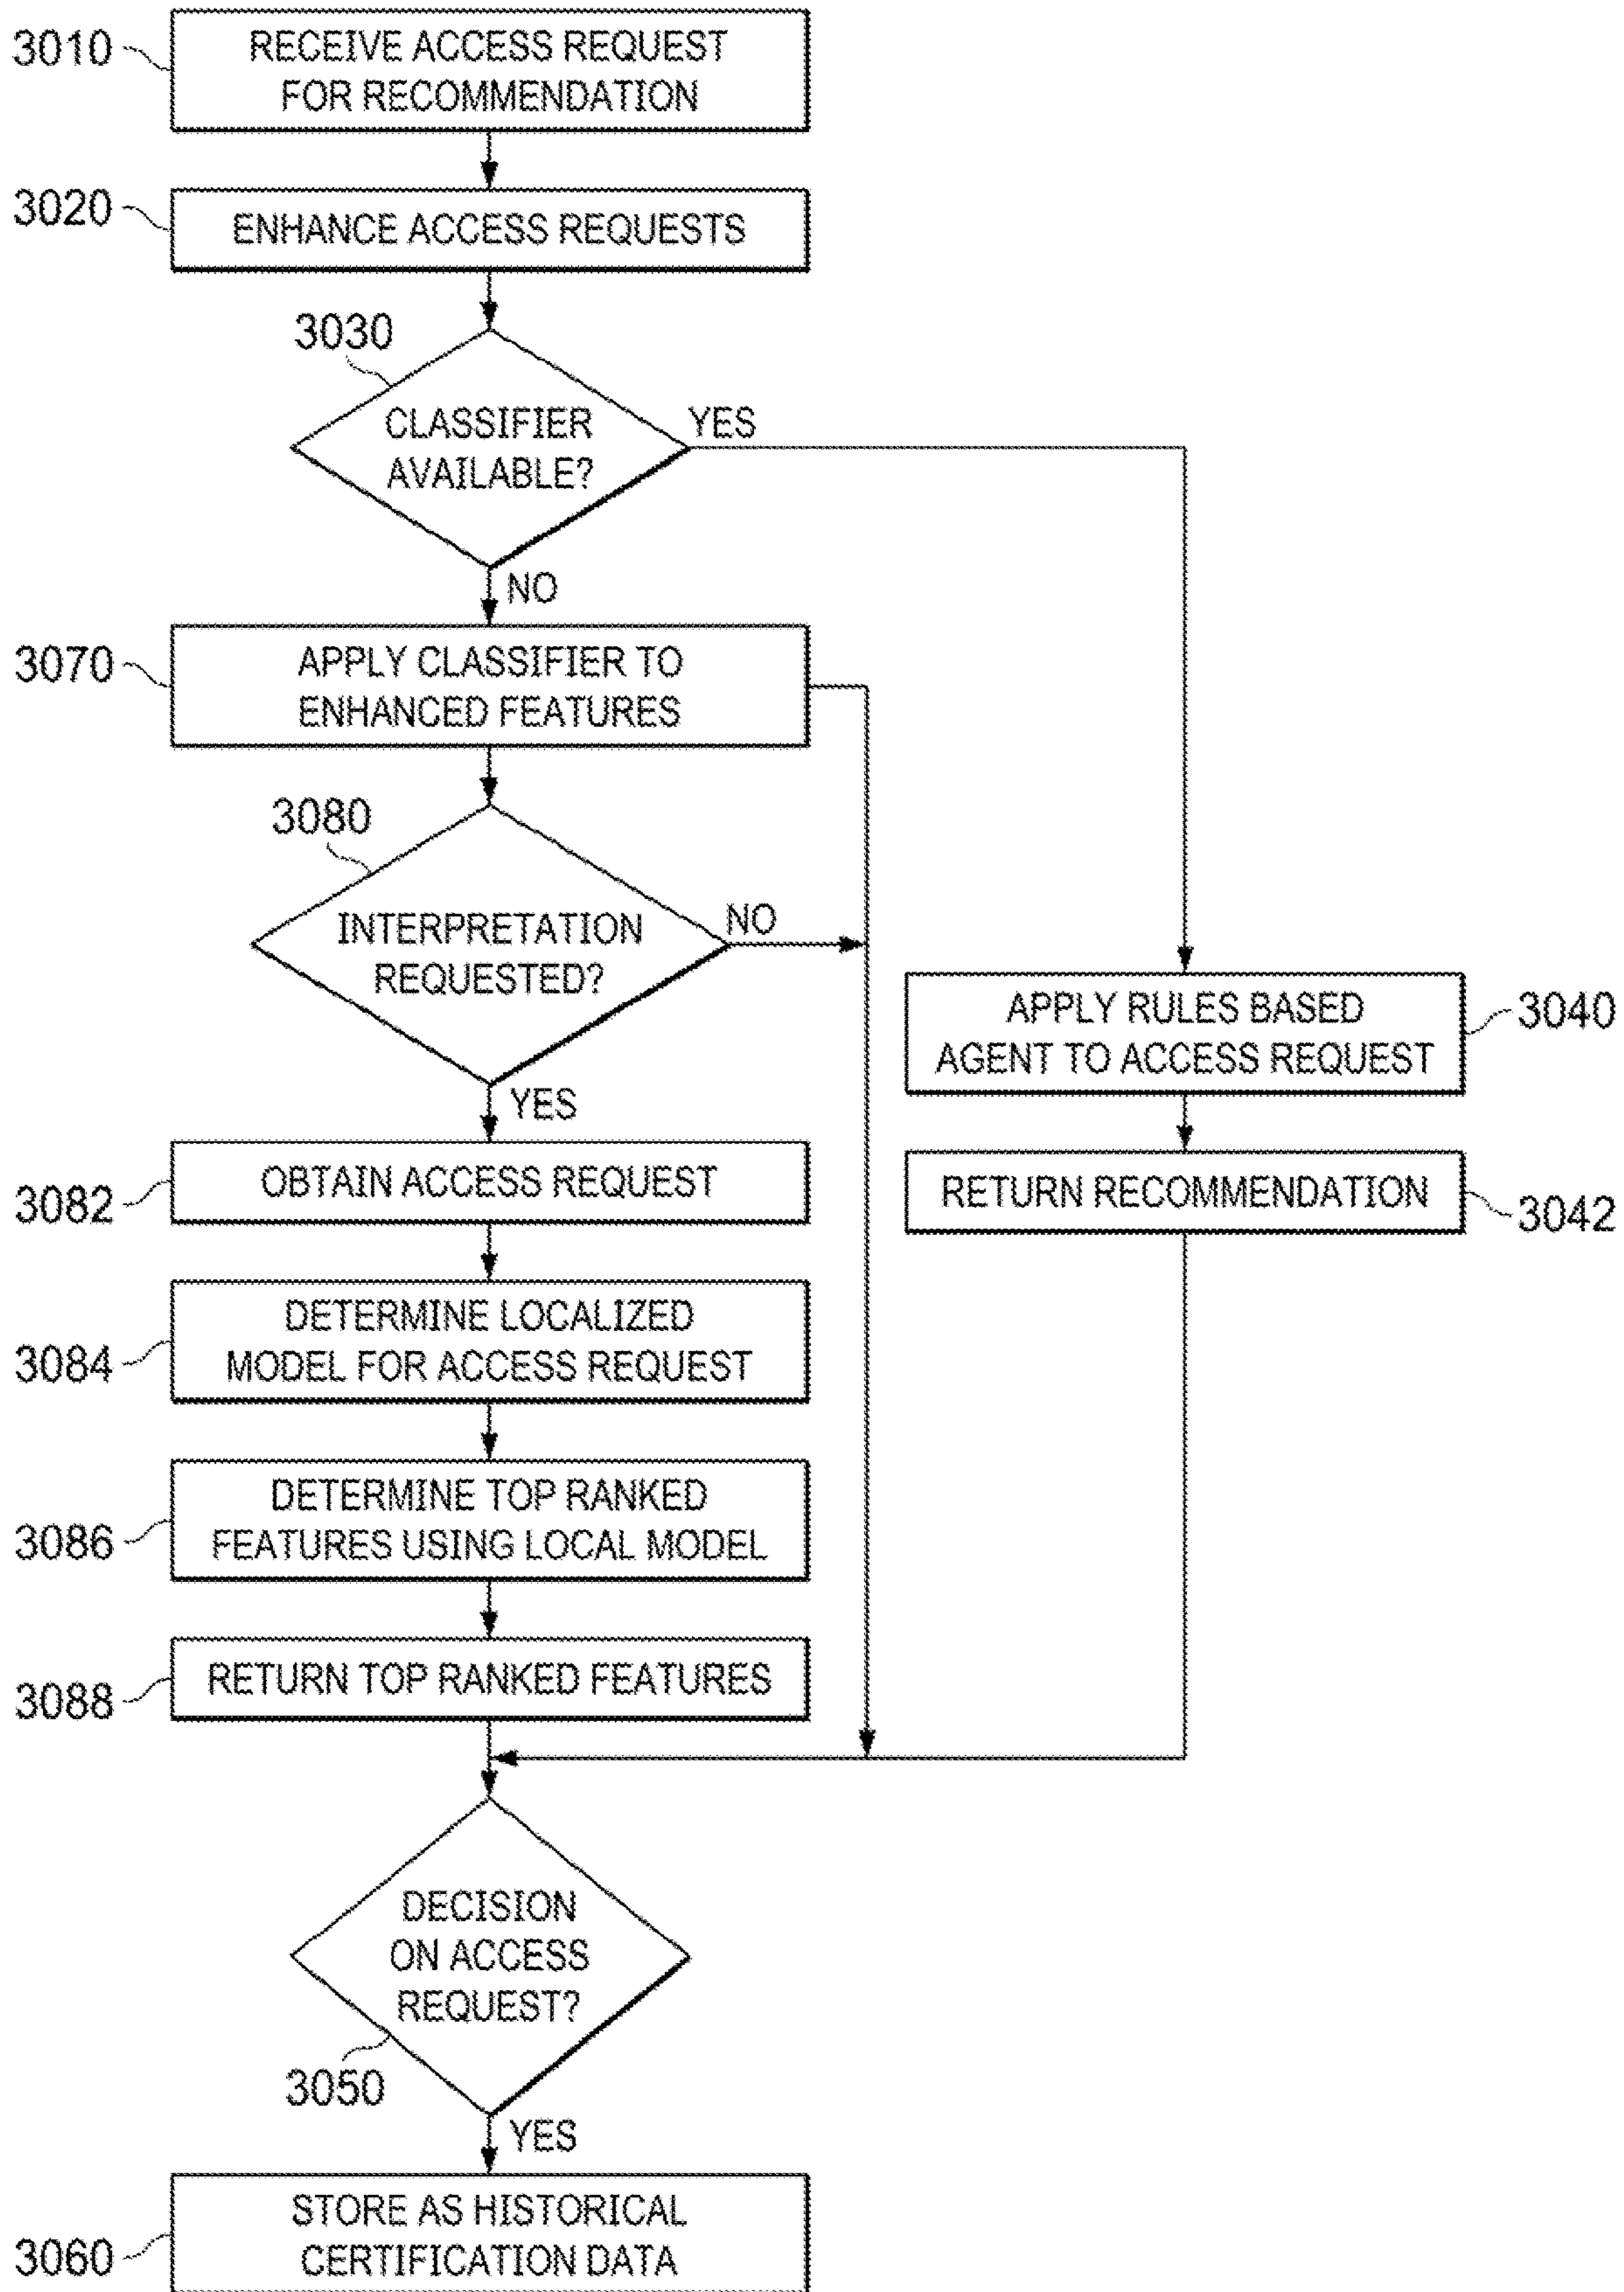 3010
RECEIVE ACCESS REQUEST
FOR RECOMMENDATION
3020
ENHANCE ACCESS REQUESTS
3030
CLASSIFIER
AVAILABLE?
YES
NO
3070
APPLY CLASSIFIER TO
ENHANCED FEATURES
3080
INTERPRETATION
REQUESTED?
NO
YES
APPLY RULES BASED
AGENT TO ACCESS REQUEST
3040
RETURN RECOMMENDATION
3042
3082
OBTAIN ACCESS REQUEST
3084
DETERMINE LOCALIZED
MODEL FOR ACCESS REQUEST
3086
DETERMINE TOP RANKED
FEATURES USING LOCAL MODEL
3088
RETURN TOP RANKED FEATURES
DECISION
ON ACCESS
REQUEST?
3050
YES
3060
STORE AS HISTORICAL
CERTIFICATION DATA